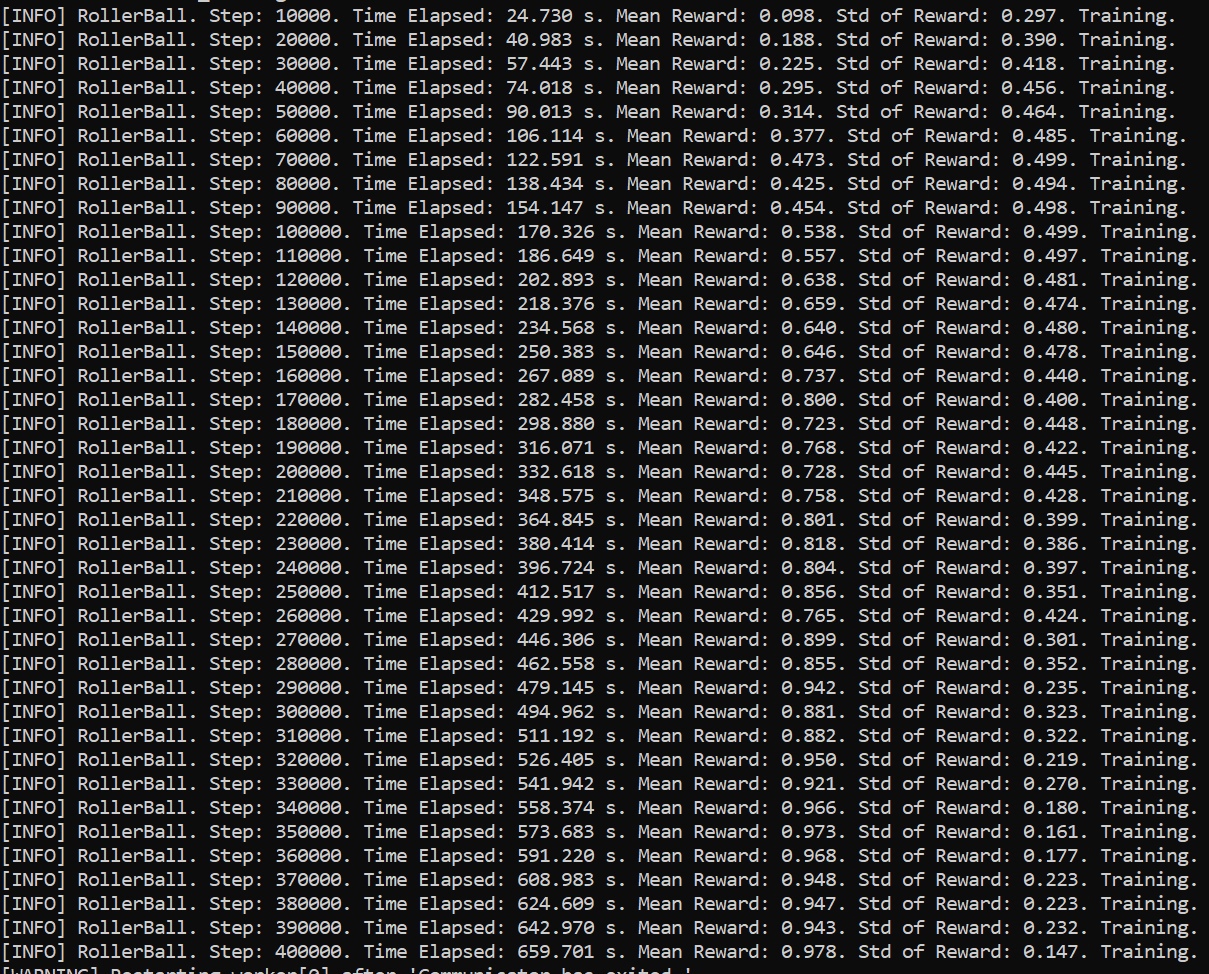 [INFO] RollerBall. Step: 10000. Time Elapsed: 24.730 s. Mean Reward: 0.098. Std of Reward: 0.297. Training.
[INFO] RollerBall. Step: 20000. Time Elapsed: 40.983 s. Mean Reward: 0.188. Std of Reward: 0.390. Training.
[INFO] RollerBall. Step: 30000. Time Elapsed: 57.443 s. Mean Reward: 0.225. Std of Reward: 0.418. Training.
[INFO] RollerBall. Step: 40000. Time Elapsed: 74.018 s. Mean Reward: 0.295. Std of Reward: 0.456. Training.
[INFO] RollerBall. Step: 50000. Time Elapsed: 90.013 s. Mean Reward: 0.314. Std of Reward: 0.464. Training.
[INFO] RollerBall. Step: 60000. Time Elapsed: 106.114 s. Mean Reward: 0.377. Std of Reward: 0.485. Training.
[INFO] RollerBall. Step: 70000. Time Elapsed: 122.591 s. Mean Reward: 0.473. Std of Reward: 0.499. Training.
[INFO] RollerBall. Step: 80000. Time Elapsed: 138.434 s. Mean Reward: 0.425. Std of Reward: 0.494. Training.
[INFO] RollerBall. Step: 90000. Time Elapsed: 154.147 s. Mean Reward: 0.454. Std of Reward: 0.498. Training.
[INFO] RollerBall. Step: 100000. Time Elapsed: 170.326 s. Mean Reward: 0.538. Std of Reward: 0.499. Training.
[INFO] RollerBall. Step: 110000. Time Elapsed: 186.649 s. Mean Reward: 0.557. Std of Reward: 0.497. Training.
[INFO] RollerBall. Step: 120000. Time Elapsed: 202.893 s. Mean Reward: 0.638. Std of Reward: 0.481. Training.
[INFO] RollerBall. Step: 130000. Time Elapsed: 218.376 s. Mean Reward: 0.659. Std of Reward: 0.474. Training.
[INFO] RollerBall. Step: 140000. Time Elapsed: 234.568 s. Mean Reward: 0.640. Std of Reward: 0.480. Training.
[INFO] RollerBall. Step: 150000. Time Elapsed: 250.383 s. Mean Reward: 0.646. Std of Reward: 0.478. Training.
[INFO] RollerBall. Step: 160000. Time Elapsed: 267.089 s. Mean Reward: 0.737. Std of Reward: 0.440. Training.
[INFO] RollerBall. Step: 170000. Time Elapsed: 282.458 s. Mean Reward: 0.800. Std of Reward: 0.400. Training.
[INFO] RollerBall. Step: 180000. Time Elapsed: 298.880 s. Mean Reward: 0.723. Std of Reward: 0.448. Training.
[INFO] RollerBall. Step: 190000. Time Elapsed: 316.071 s. Mean Reward: 0.768. Std of Reward: 0.422. Training.
[INFO] RollerBall. Step: 200000. Time Elapsed: 332.618 s. Mean Reward: 0.728. Std of Reward: 0.445. Training.
[INFO] RollerBall. Step: 210000. Time Elapsed: 348.575 s. Mean Reward: 0.758. Std of Reward: 0.428. Training.
[INFO] RollerBall. Step: 220000. Time Elapsed: 364.845 s. Mean Reward: 0.801. Std of Reward: 0.399. Training.
[INFO] RollerBall. Step: 230000. Time Elapsed: 380.414 s. Mean Reward: 0.818. Std of Reward: 0.386. Training.
[INFO] RollerBall. Step: 240000. Time Elapsed: 396.724 s. Mean Reward: 0.804. Std of Reward: 0.397. Training.
[INFO] RollerBall. Step: 250000. Time Elapsed: 412.517 s. Mean Reward: 0.856. Std of Reward: 0.351. Training.
[INFO] RollerBall. Step: 260000. Time Elapsed: 429.992 s. Mean Reward: 0.765. Std of Reward: 0.424. Training.
[INFO] RollerBall. Step: 270000. Time Elapsed: 446.306 s. Mean Reward: 0.899. Std of Reward: 0.301. Training.
[INFO] RollerBall. Step: 280000. Time Elapsed: 462.558 s. Mean Reward: 0.855. Std of Reward: 0.352. Training.
[INFO] RollerBall. Step: 290000. Time Elapsed: 479.145 s. Mean Reward: 0.942. Std of Reward: 0.235. Training.
[INFO] RollerBall. Step: 300000. Time Elapsed: 494.962 s. Mean Reward: 0.881. Std of Reward: 0.323. Training.
[INFO] RollerBall. Step: 310000. Time Elapsed: 511.192 s. Mean Reward: 0.882. Std of Reward: 0.322. Training.
[INFO] RollerBall. Step: 320000. Time Elapsed: 526.405 s. Mean Reward: 0.950. Std of Reward: 0.219. Training.
[INFO] RollerBall. Step: 330000. Time Elapsed: 541.942 s. Mean Reward: 0.921. Std of Reward: 0.270. Training.
[INFO] RollerBall. Step: 340000. Time Elapsed: 558.374 s. Mean Reward: 0.966. Std of Reward: 0.180. Training.
[INFO] RollerBall. Step: 350000. Time Elapsed: 573.683 s. Mean Reward: 0.973. Std of Reward: 0.161. Training.
[INFO] RollerBall. Step: 360000. Time Elapsed: 591.220 s. Mean Reward: 0.968. Std of Reward: 0.177. Training.
[INFO] RollerBall. Step: 370000. Time Elapsed: 608.983 s. Mean Reward: 0.948. Std of Reward: 0.223. Training.
[INFO] RollerBall. Step: 380000. Time Elapsed: 624.609 s. Mean Reward: 0.947. Std of Reward: 0.223. Training.
[INFO] RollerBall. Step: 390000. Time Elapsed: 642.970 s. Mean Reward: 0.943. Std of Reward: 0.232. Training.
[INFO] RollerBall. Step: 400000. Time Elapsed: 659.701 s. Mean Reward: 0.978. Std of Reward: 0.147. Training.
[WARNING] Restarting worker[0] after 'Communicator has exited.'